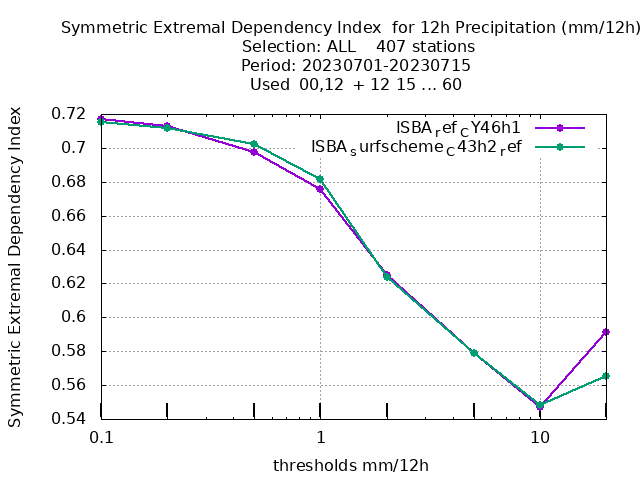 Symmetric Extremal Dependency Index  for 12h Precipitation (mm/12h)
Selection: ALL    407 stations
Period: 20230701-20230715
Used  00,12  + 12 15 ... 60
ISBA_ref_CY46h1
ISBA_surfscheme_C43h2_ref
Symmetric Extremal Dependency Index
0.72
0.7
0.68
0.66
0.64
0.62
0.6
0.58
0.56
0.54
0.1 1 10
thresholds mm/12h